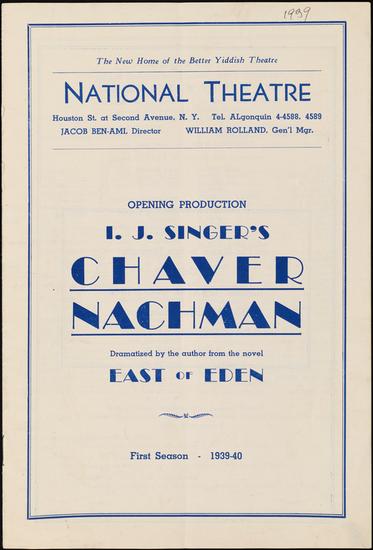 1939
The New Home of the Better Yiddish Theatre
NATIONAL THEATRE
Houston St. at Second Avenue, N. Y. Tel. ALgonquin 4-4588, 4589
JACOB BEN-AMI, Director WILLIAM ROLLAND, Gen'l Mgr.
OPENING PRODUCTION
I. J. SINGER'S
CHAVER
NACHMAN
Dramatized by the author from the novel
EAST OF EDEN
First Season - 1939-40